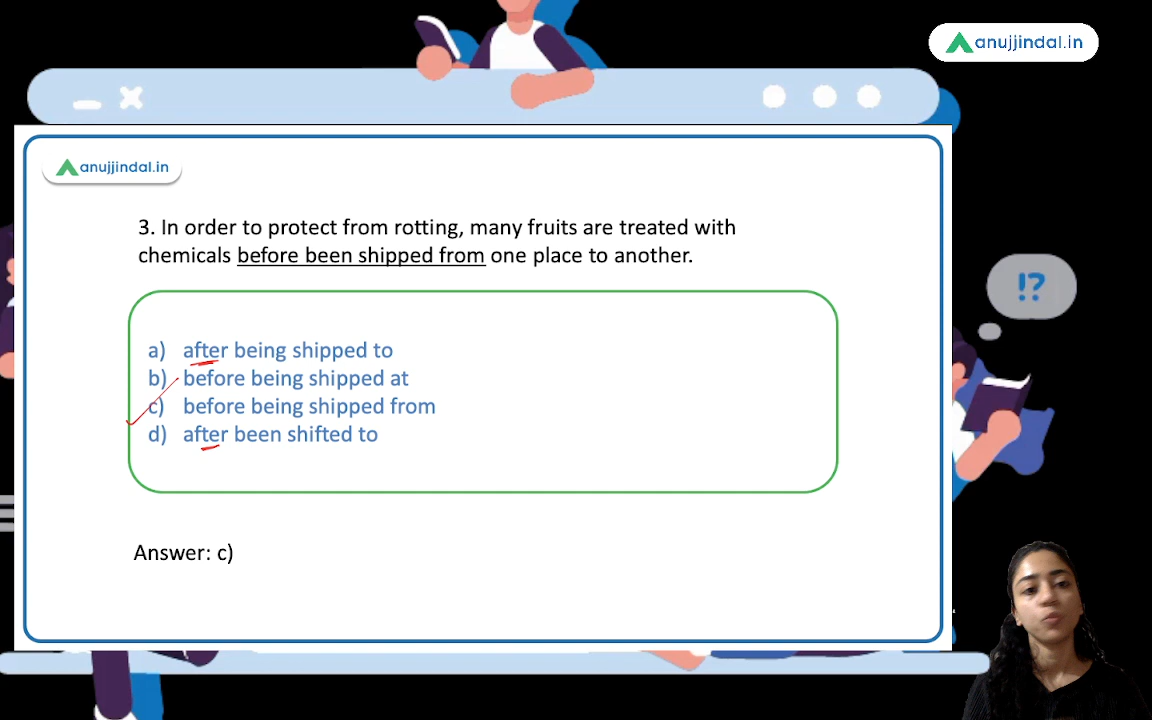 anujjindal.in
anujjindal.in
3. In order to protect from rotting, many fruits are treated with
chemicals before been shipped from one place to another.
!?
a) after being shipped to
b) before being shipped at
c) before being shipped from
d) after been shifted to
Answer: c)